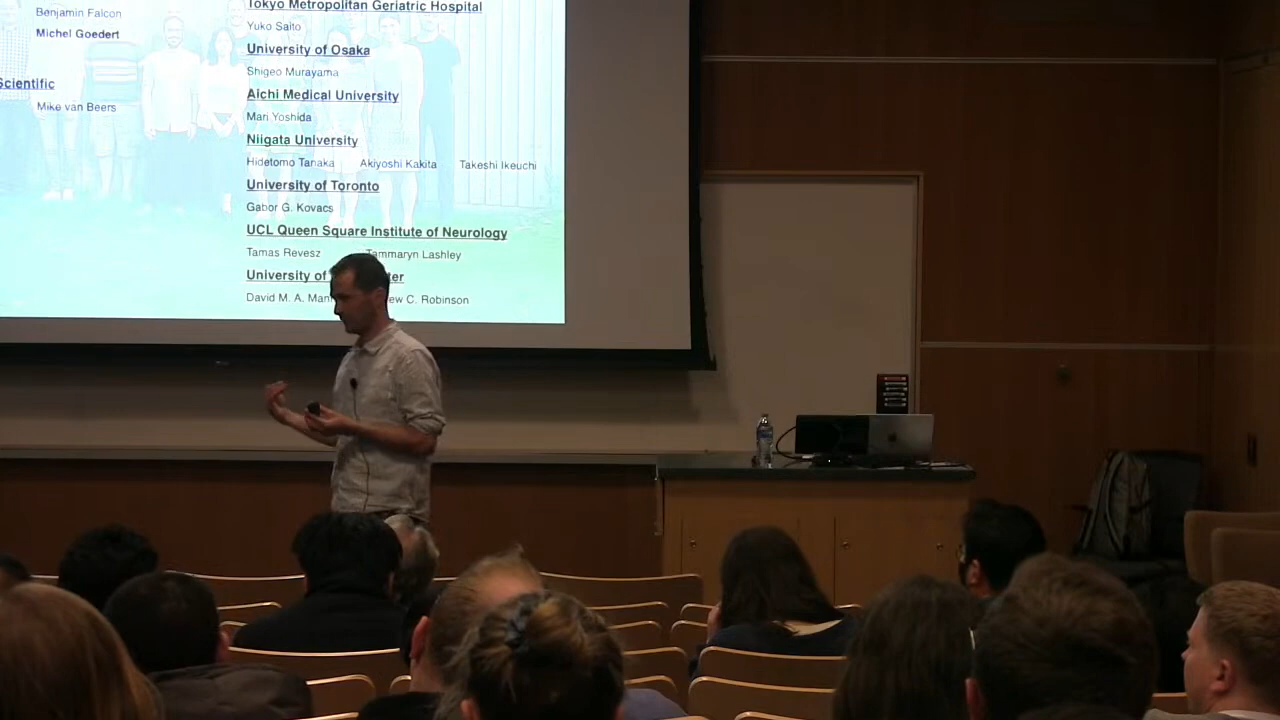 Benjamin Falcon
Michel Goedert
Scientific
Mike van Beers
Tokyo Metropolitan Geriatric Hospital
Yuko Saito
University of Osaka
Shigeo Murayama
Aichi Medical University
Mari Yoshida
Niigata University
Hidetomo Tanaka Akiyoshi Kakita Takeshi Ikeuchi
University of Toronto
Gabor G. Kovacs
UCL Queen Square Institute of Neurology
Tamas Revesz Tammaryn Lashley
University of
David M. A. C. Robinson